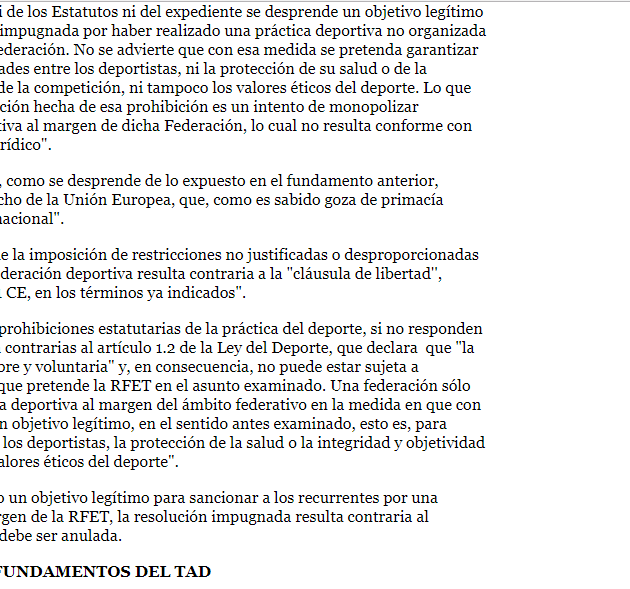 de los Estatutos ni del expediente se desprende un objetivo legítimo
impugnada por haber realizado una práctica deportiva no organizada
ederación. No se advierte que con esa medida se pretenda garantizar
ades entre los deportistas, ni la protección de su salud o de la
de la competición, ni tampoco los valores éticos del deporte. Lo que
ción hecha de esa prohibición es un intento de monopolizar
tiva al margen de dicha Federación, lo cual no resulta conforme con
rídico".
, como se desprende de lo expuesto en el fundamento anterior,
cho de la Unión Europea, que, como es sabido goza de primacía
nacional".
e la imposición de restricciones no justificadas o desproporcionadas
deración deportiva resulta contraria a la "cláusula de libertad",
CE, en los términos ya indicados".
prohibiciones estatutarias de la práctica del deporte, si no responden
contrarias al artículo 1.2 de la Ley del Deporte, que declara que "la
bre y voluntaria" y, en consecuencia, no puede estar sujeta a
que pretende la RFET en el asunto examinado. Una federación sólo
a deportiva al margen del ámbito federativo en la medida en que con
n objetivo legítimo, en el sentido antes examinado, esto es, para
los deportistas, la protección de la salud o la integridad y objetividad
alores éticos del deporte".
o un objetivo legítimo para sancionar a los recurrentes por una
rgen de la RFET, la resolución impugnada resulta contraria al
debe ser anulada.
FUNDAMENTOS DEL TAD